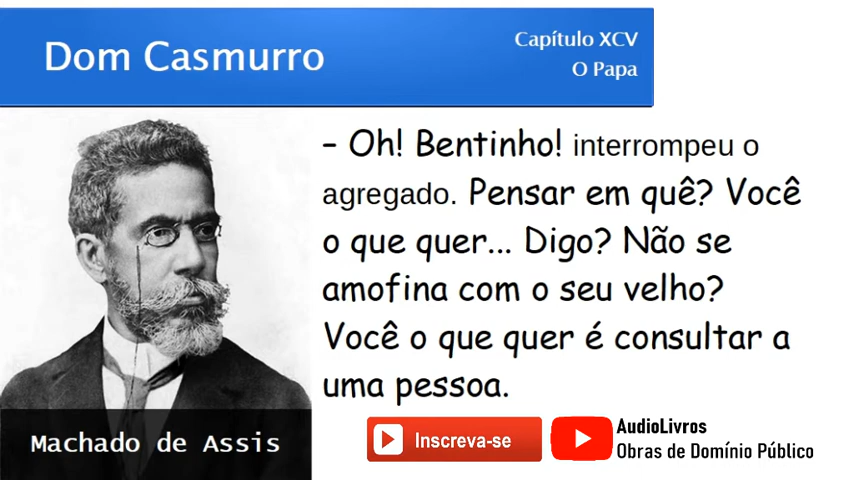 Dom Casmurro
Capítulo XCV
O Papa
– Oh! Bentinho! interrompeu o
agregado. Pensar em quê? Você
o que quer... Digo? Não se
amofina com o seu velho?
Você o que quer é consultar a
uma pessoa.
Machado de Assis
Inscreva-se
AudioLivros
Obras de Domínio Público